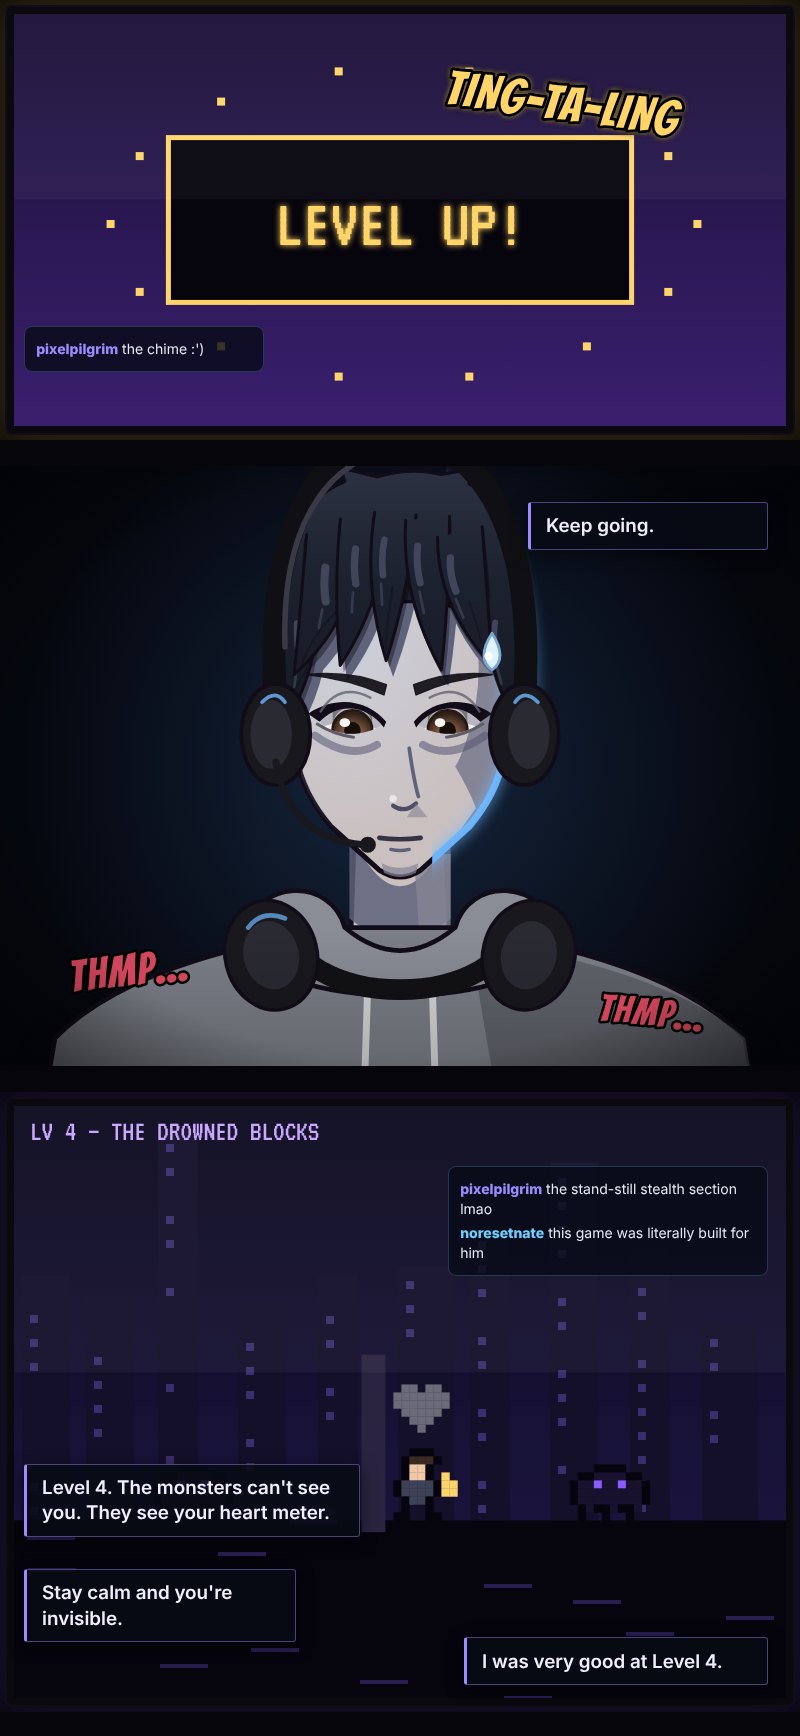 TING-TA-LING
LEVEL UP!
pixelpilgrim the chime :')
Keep going.
THMP...
THMP...
LV 4 – THE DROWNED BLOCKS
pixelpilgrim the stand-still stealth section
lmao
noresetnate this game was literally built for
him
Level 4. The monsters can't see
you. They see your heart meter.
Stay calm and you're
invisible.
I was very good at Level 4.